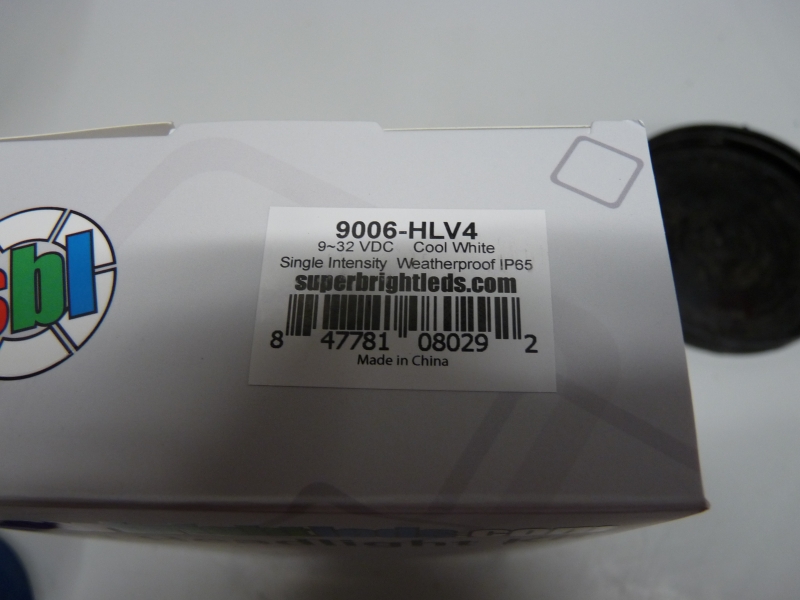 sbl
9006-HLV4
9~32 VDC Cool White
Single Intensity Weatherproof IP65
superbrightleds.com
8 47781 08029 2
Made in China